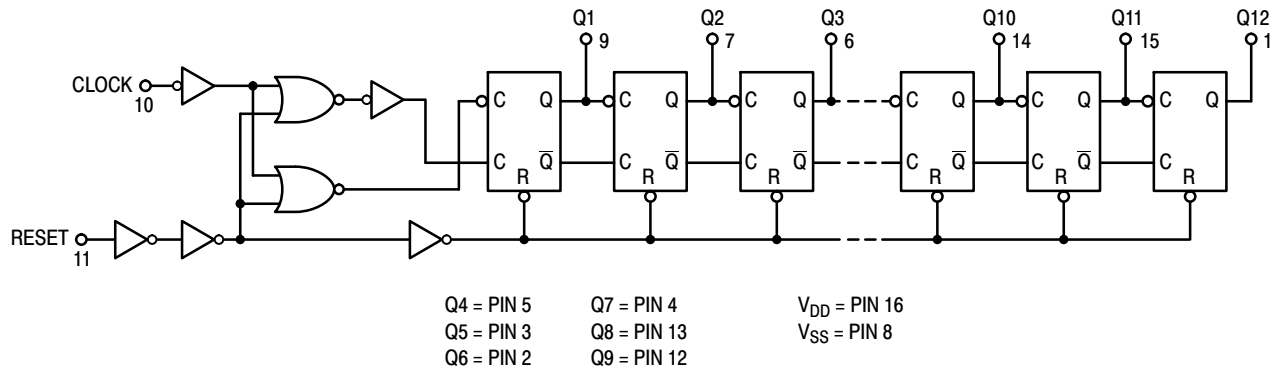 Q1 Q2 Q3 Q10 Q11 Q12
9 7 6 14 15 1
CLOCK
10
C Q C Q C Q C Q C Q C Q
C Q̅ C Q̅ C Q̅ C Q̅ C Q̅ C
R R R R R R
RESET
11
Q4 = PIN 5 Q7 = PIN 4 V_DD = PIN 16
Q5 = PIN 3 Q8 = PIN 13 V_SS = PIN 8
Q6 = PIN 2 Q9 = PIN 12